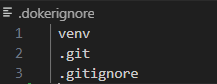 .dokerignore
1 venv
2 .git
3 .gitignore